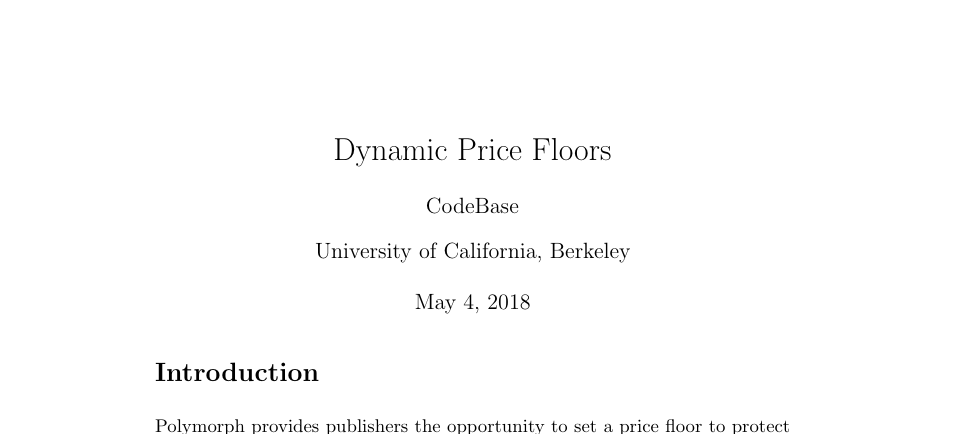 Dynamic Price Floors
CodeBase
University of California, Berkeley
May 4, 2018
Introduction
Polymorph provides publishers the opportunity to set a price floor to protect